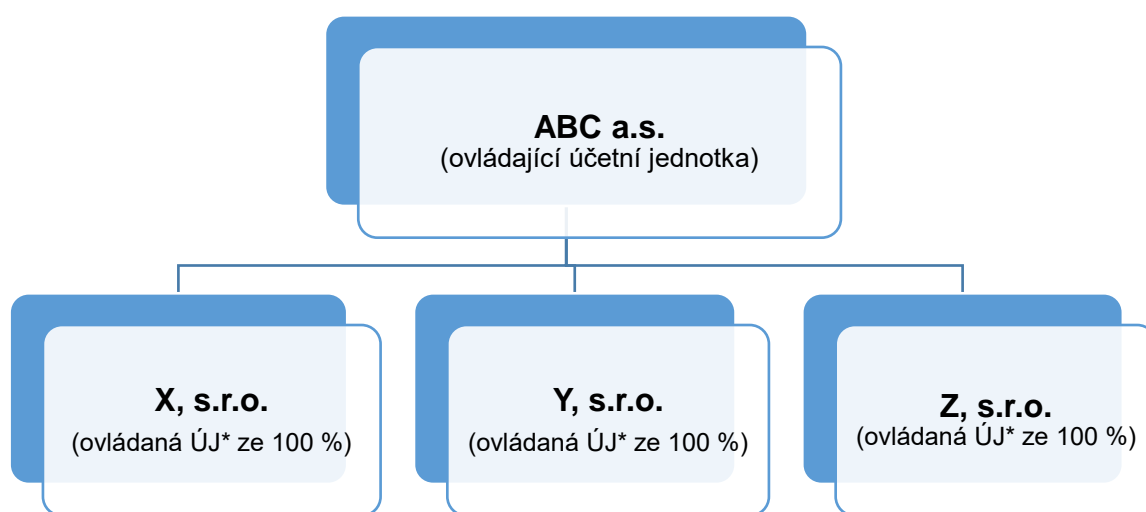 ABC a.s.
(ovládající účetní jednotka)
X, s.r.o.
(ovládaná ÚJ* ze 100 %)
Y, s.r.o.
(ovládaná ÚJ* ze 100 %)
Z, s.r.o.
(ovládaná ÚJ* ze 100 %)